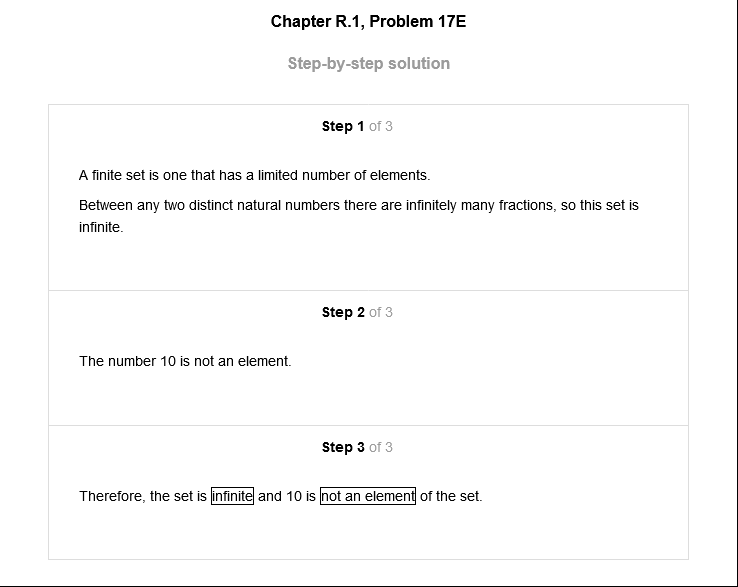 Chapter R.1, Problem 17E
Step-by-step solution
Step 1 of 3
A finite set is one that has a limited number of elements.
Between any two distinct natural numbers there are infinitely many fractions, so this set is
infinite.
Step 2 of 3
The number 10 is not an element.
Step 3 of 3
Therefore, the set is infinite and 10 is not an element of the set.